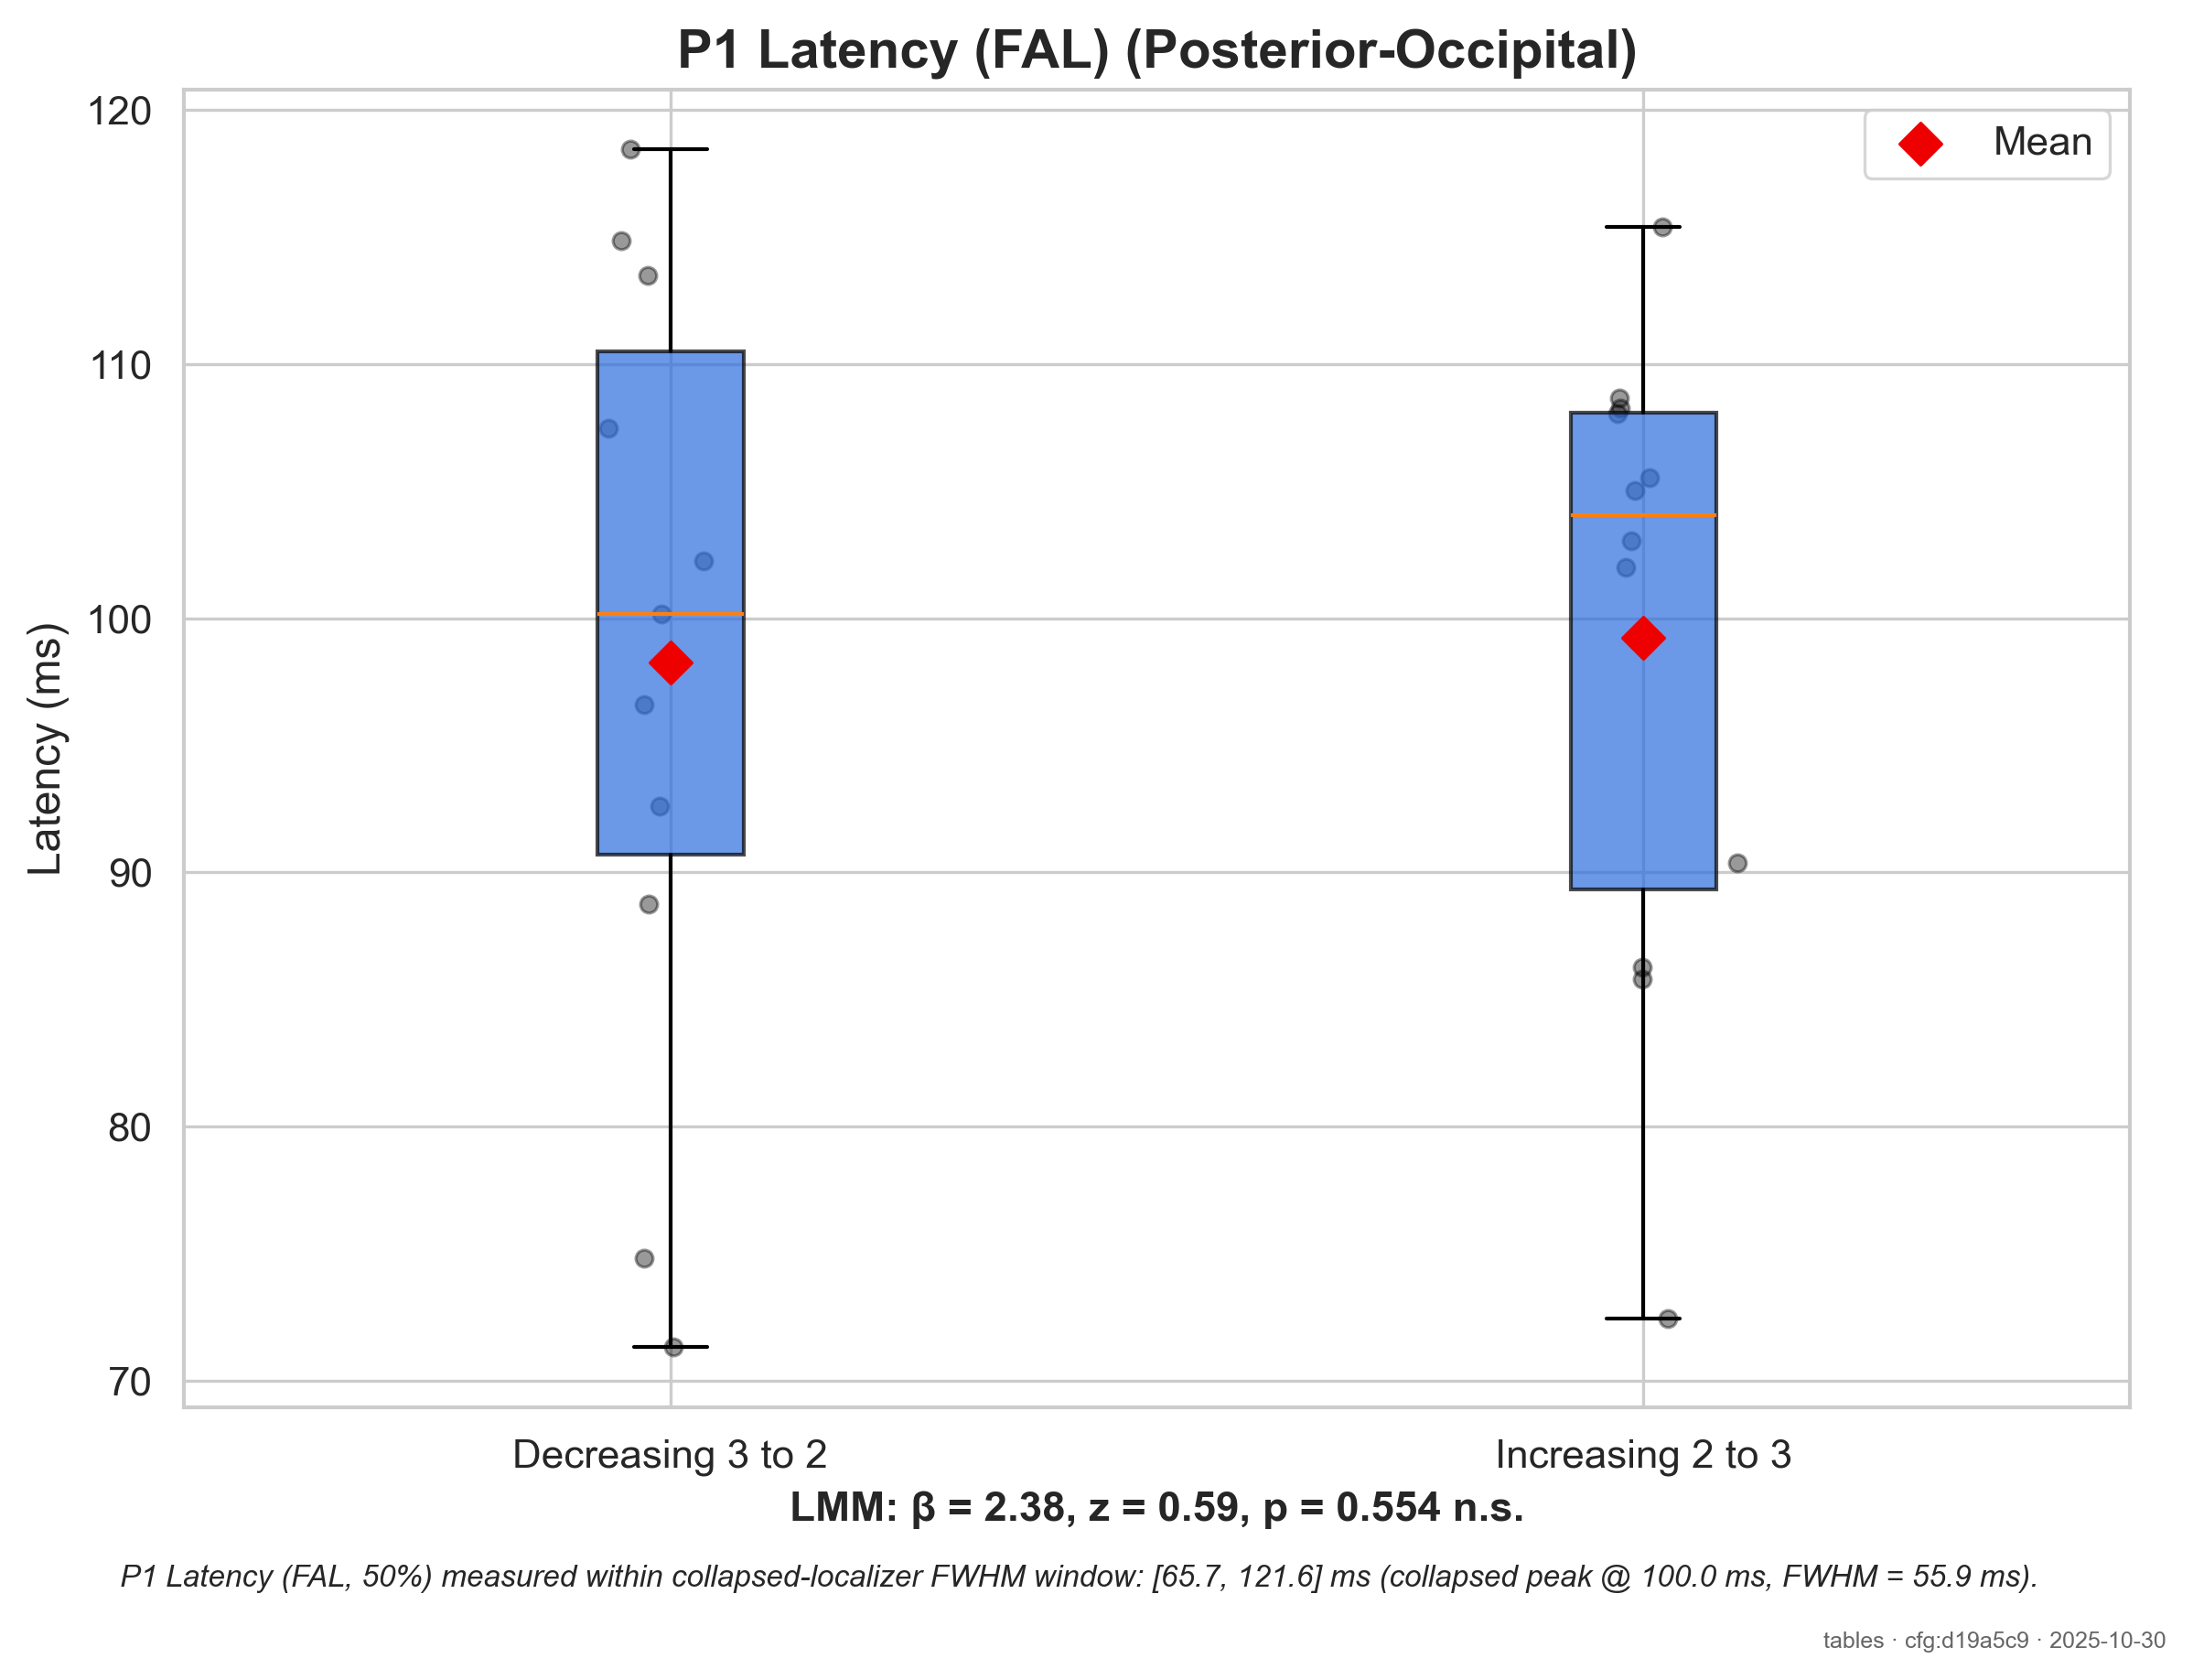 P1 Latency (FAL) (Posterior-Occipital)
Mean
120
110
100
90
80
70
Latency (ms)
Decreasing 3 to 2
Increasing 2 to 3
LMM: β = 2.38, z = 0.59, p = 0.554 n.s.
P1 Latency (FAL, 50%) measured within collapsed-localizer FWHM window: [65.7, 121.6] ms (collapsed peak @ 100.0 ms, FWHM = 55.9 ms).
tables · cfg:d19a5c9 · 2025-10-30